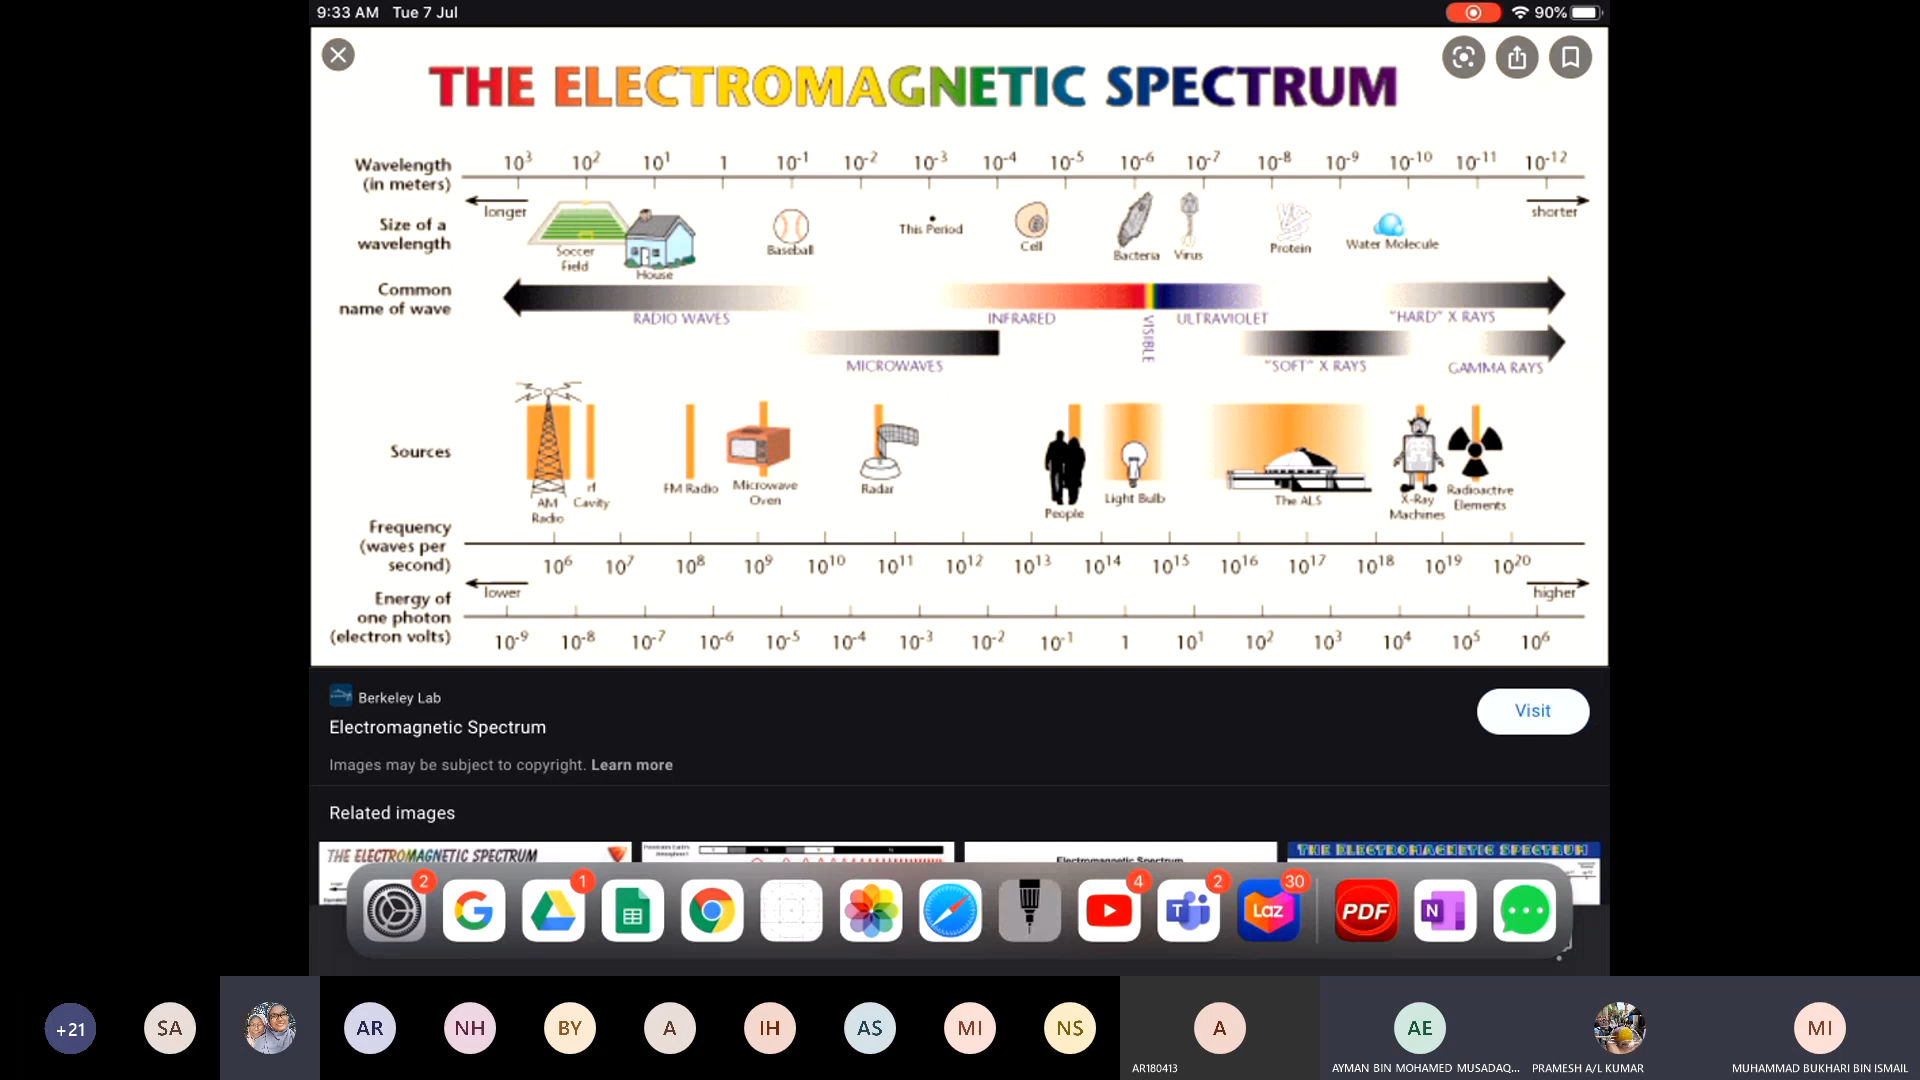 9:33 AM Tue 7 Jul
90%
THE ELECTROMAGNETIC SPECTRUM
Wavelength
(in meters)
10³ 10² 10¹ 1 10⁻¹ 10⁻² 10⁻³ 10⁻⁴ 10⁻⁵ 10⁻⁶ 10⁻⁷ 10⁻⁸ 10⁻⁹ 10⁻¹⁰ 10⁻¹¹ 10⁻¹²
longer
shorter
Size of a
wavelength
Soccer
Field
House
Baseball
This Period
Cell
Bacteria
Virus
Protein
Water Molecule
Common
name of wave
RADIO WAVES
INFRARED
VISIBLE
ULTRAVIOLET
"HARD" X RAYS
MICROWAVES
"SOFT" X RAYS
GAMMA RAYS
Sources
AM
Radio
rf
Cavity
FM Radio
Microwave
Oven
Radar
People
Light Bulb
The ALS
X-Ray
Machines
Radioactive
Elements
Frequency
(waves per
second)
10⁶ 10⁷ 10⁸ 10⁹ 10¹⁰ 10¹¹ 10¹² 10¹³ 10¹⁴ 10¹⁵ 10¹⁶ 10¹⁷ 10¹⁸ 10¹⁹ 10²⁰
lower
higher
Energy of
one photon
(electron volts)
10⁻⁹ 10⁻⁸ 10⁻⁷ 10⁻⁶ 10⁻⁵ 10⁻⁴ 10⁻³ 10⁻² 10⁻¹ 1 10¹ 10² 10³ 10⁴ 10⁵ 10⁶
Berkeley Lab
Electromagnetic Spectrum
Visit
Images may be subject to copyright. Learn more
Related images
THE ELECTROMAGNETIC SPECTRUM
Electromagnetic Spectrum
THE ELECTROMAGNETIC SPECTRUM
2 1 4 2 30
Laz
PDF
N
T
+21 SA AR NH BY A IH AS MI NS A AE MI
AR180413
AYMAN BIN MOHAMED MUSADAQ...
PRAMESH A/L KUMAR
MUHAMMAD BUKHARI BIN ISMAIL